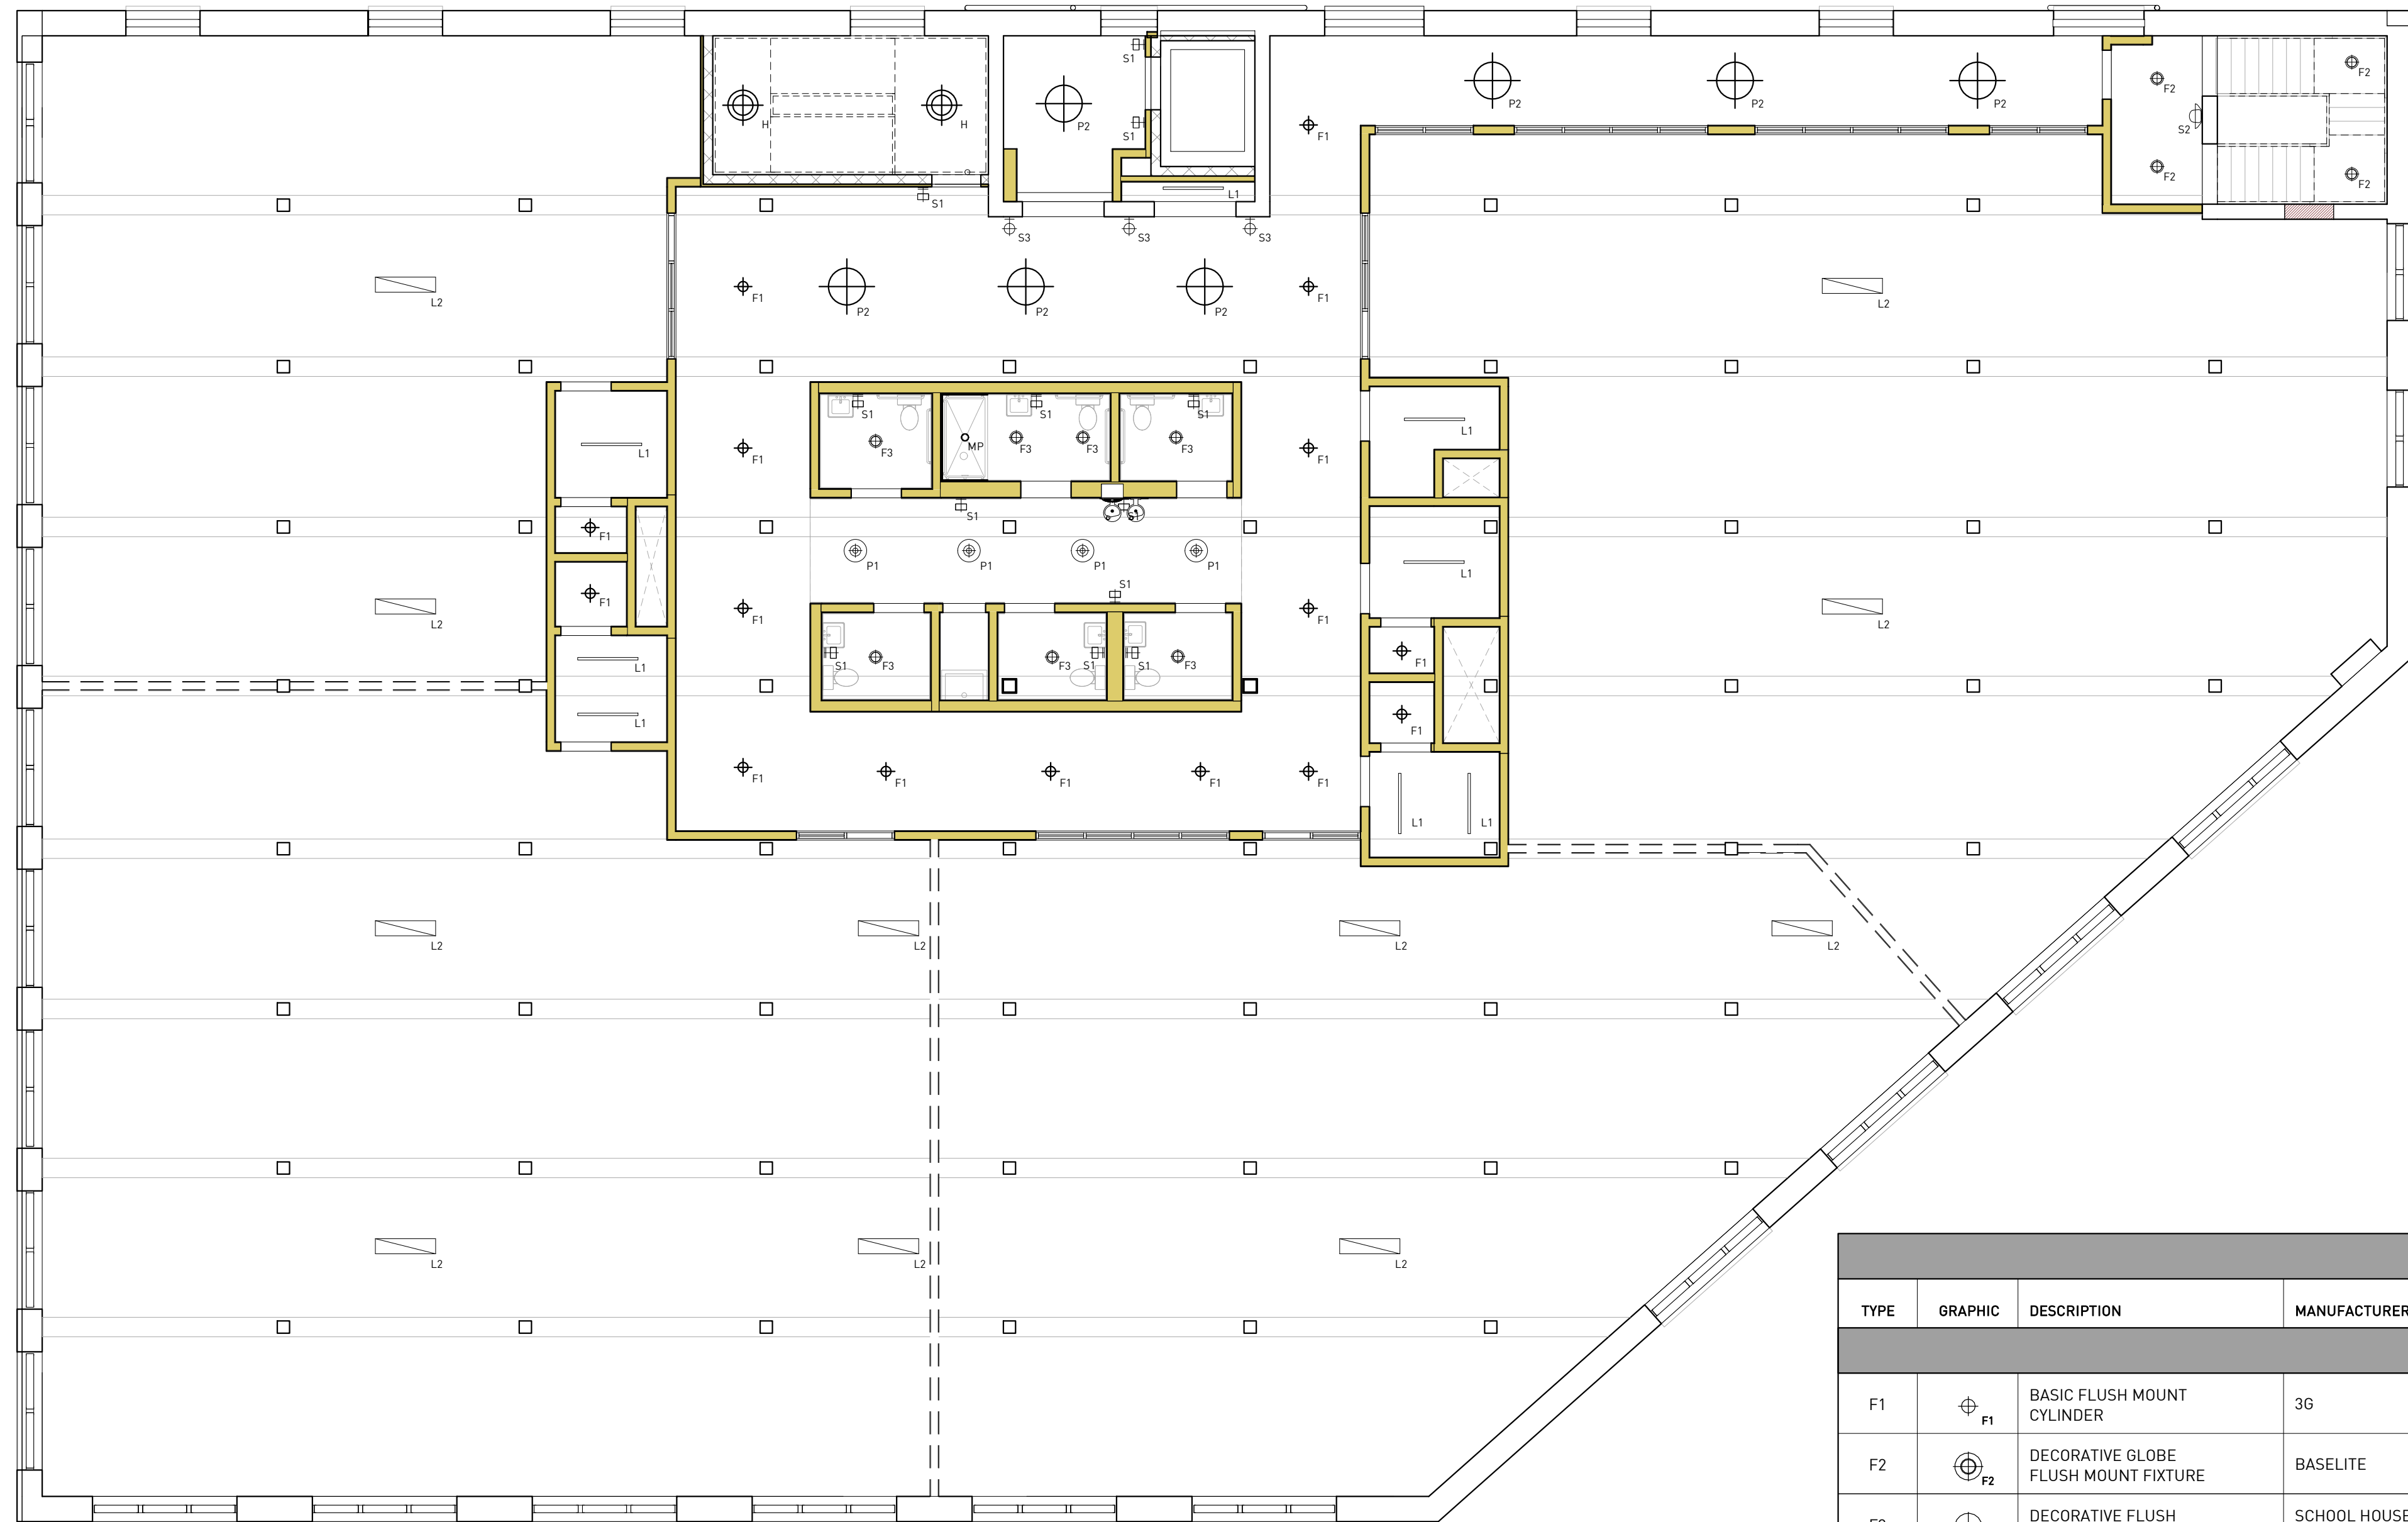 S1
F2
F2
H
H
P2
P2
P2
P2
S1
F1
S2
F2
F2
S1
L1
S3
S3
S3
L2
F1
P2
P2
P2
F1
L2
S1
S1
S1
L1
F3
MP
F3
F3
F3
L1
F1
F1
S1
S1
F1
P1
P1
P1
P1
L1
S1
F1
L2
F1
F1
L2
L1
S1
F3
F3
S1
S1
F3
F1
L1
F1
F1
F1
F1
F1
F1
L1
L1
L2
L2
L2
L2
L2
L2
L2
TYPE
GRAPHIC
DESCRIPTION
MANUFACTURER
F1
F1
BASIC FLUSH MOUNT
CYLINDER
3G
F2
F2
DECORATIVE GLOBE
FLUSH MOUNT FIXTURE
BASELITE
DECORATIVE FLUSH
SCHOOL HOUSE